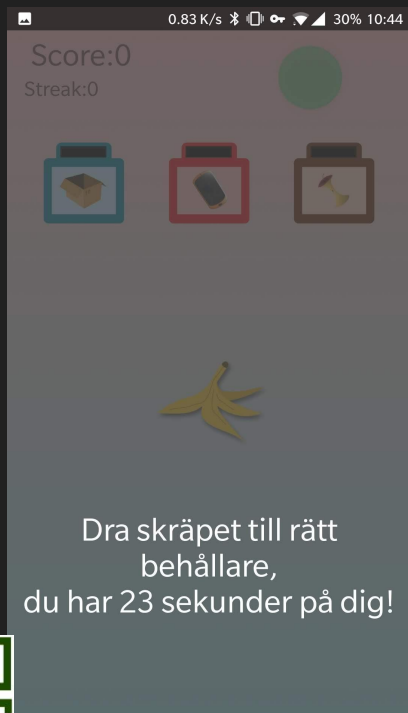 0.83 K/s 30% 10:44
Score:0
Streak:0
Dra skräpet till rätt
behållare,
du har 23 sekunder på dig!